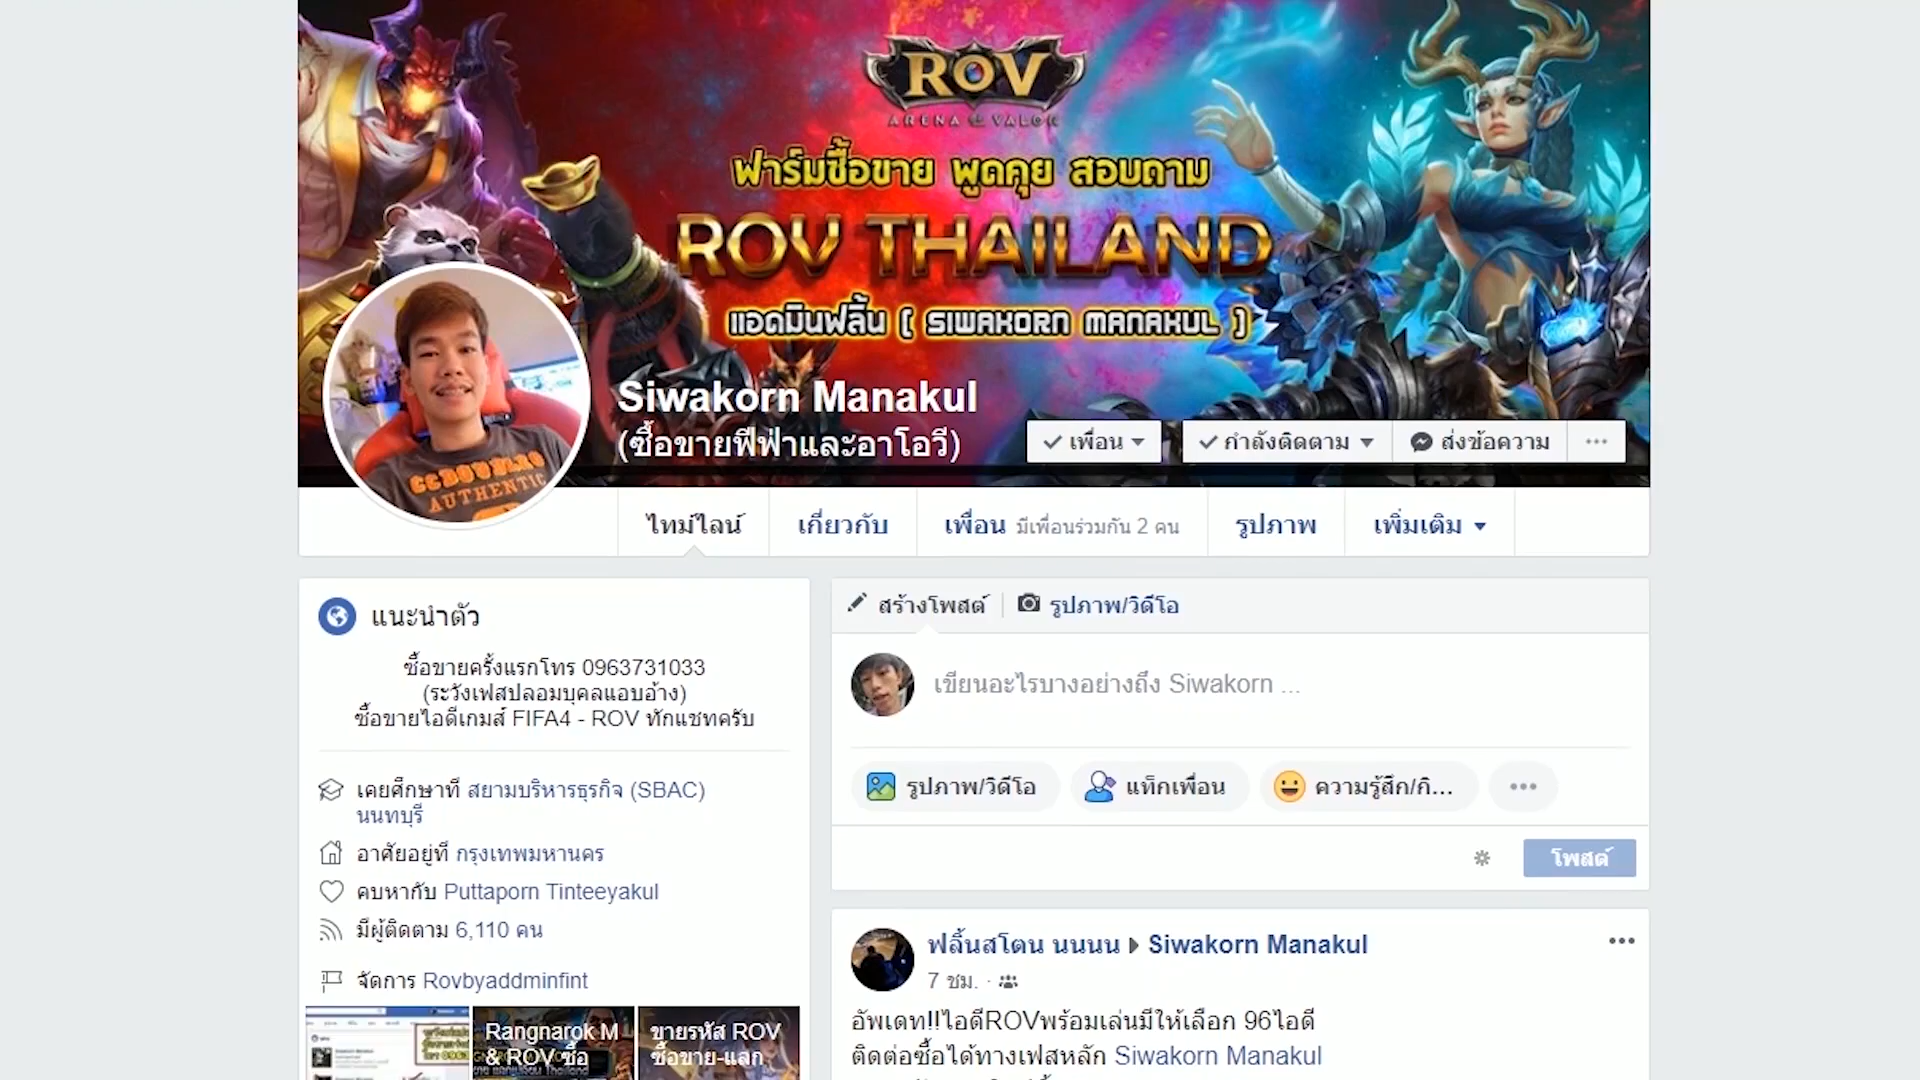 ROV
ARENA OF VALOR
ฟาร์มซื้อขาย พูดคุย สอบถาม
ROV THAILAND
แอดมินฟลิ้น ( SIWAKORN MANAKUL )
Siwakorn Manakul
(ซื้อขายฟีฟ่าและอาโอวี)
เพื่อน
กำลังติดตาม
ส่งข้อความ
AUTHENTIC
ไทม์ไลน์
เกี่ยวกับ
เพื่อน มีเพื่อนร่วมกัน 2 คน
รูปภาพ
เพิ่มเติม
แนะนำตัว
ซื้อขายครั้งแรกโทร 0963731033
(ระวังเฟสปลอมบุคลแอบอ้าง)
ซื้อขายไอดีเกมส์ FIFA4 - ROV ทักแชทครับ
เคยศึกษาที่ สยามบริหารธุรกิจ (SBAC)
นนทบุรี
อาศัยอยู่ที่ กรุงเทพมหานคร
คบหากับ Puttaporn Tinteeyakul
มีผู้ติดตาม 6,110 คน
จัดการ Rovbyaddminfint
Rangnarok M
& ROV ซื้อ
ขายรหัส ROV
ซื้อขาย-แลก
สร้างโพสต์
รูปภาพ/วิดีโอ
เขียนอะไรบางอย่างถึง Siwakorn ...
รูปภาพ/วิดีโอ
แท็กเพื่อน
ความรู้สึก/กิ...
โพสต์
ฟลิ้นสโตน นนนน Siwakorn Manakul
7 ชม.
อัพเดท!!ไอดีROVพร้อมเล่นมีให้เลือก 96ไอดี
ติดต่อซื้อได้ทางเฟสหลัก Siwakorn Manakul